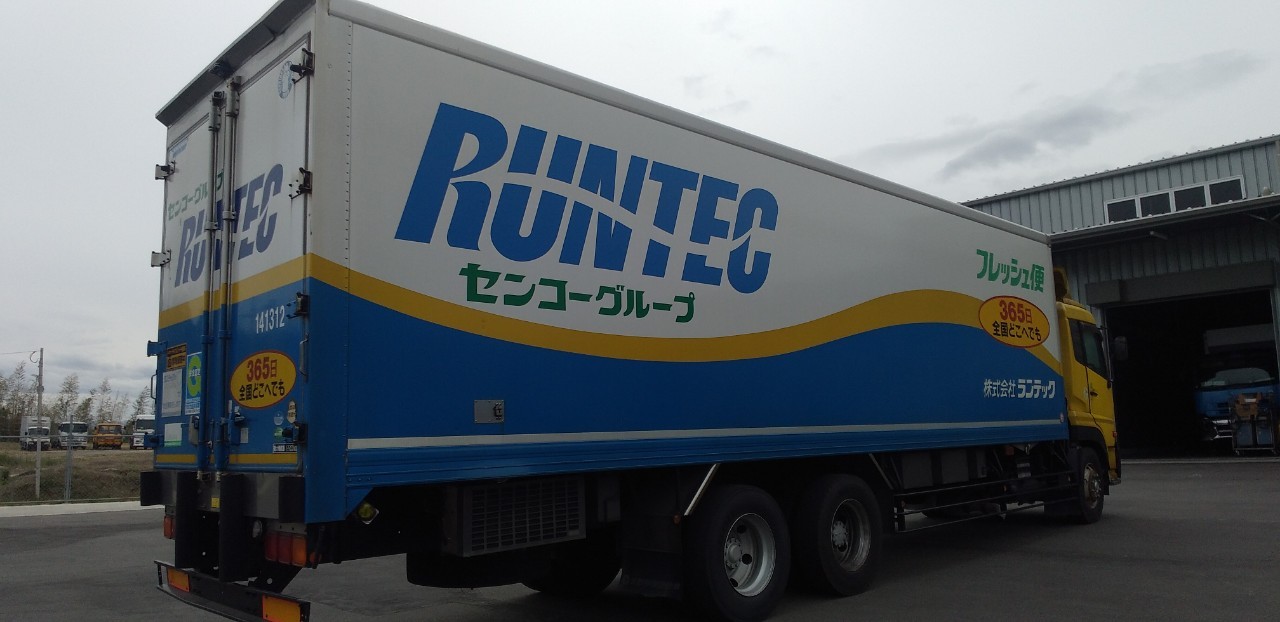 センコーグループ
RUNTEC
141312
365日
全国どこへでも
RUNTEC
センコーグループ
フレッシュ便
365日
全国どこへでも
株式会社ランテック